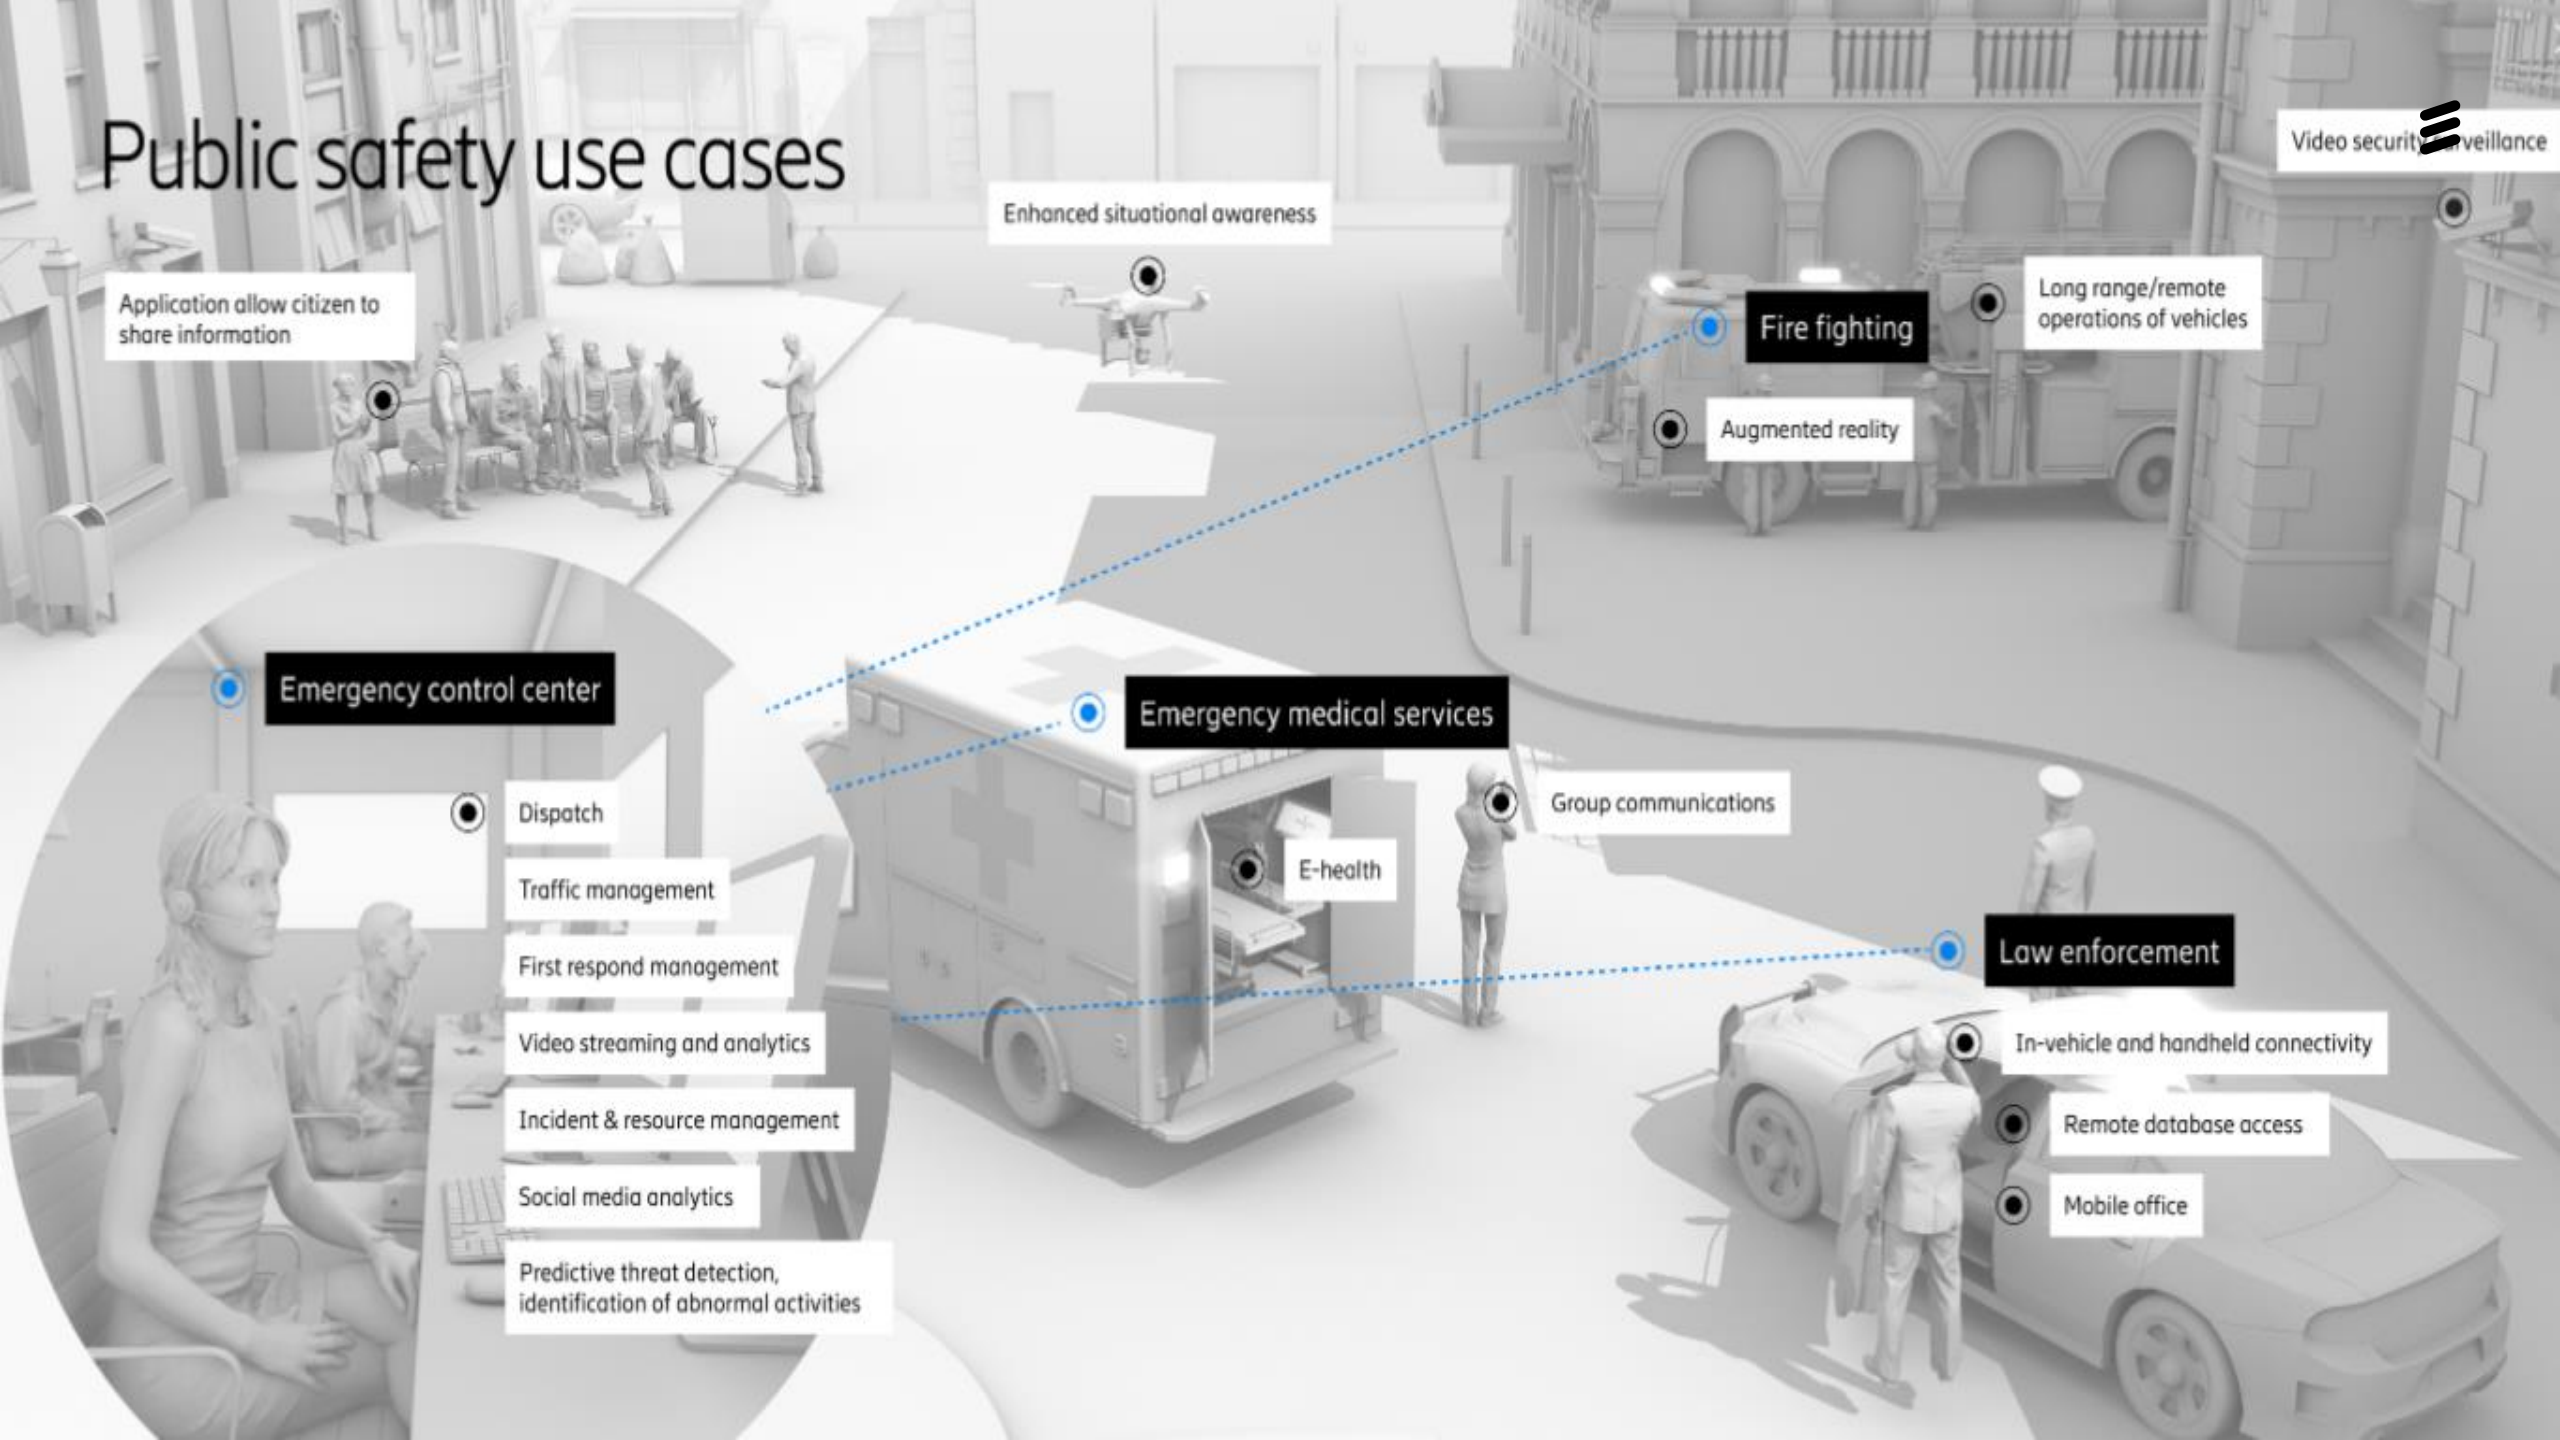 Public safety use cases
Video security surveillance
Enhanced situational awareness
Application allow citizen to
share information
Fire fighting
Long range/remote
operations of vehicles
Augmented reality
Emergency control center
Dispatch
Traffic management
First respond management
Video streaming and analytics
Incident & resource management
Social media analytics
Predictive threat detection,
identification of abnormal activities
Emergency medical services
Group communications
E-health
Law enforcement
In-vehicle and handheld connectivity
Remote database access
Mobile office